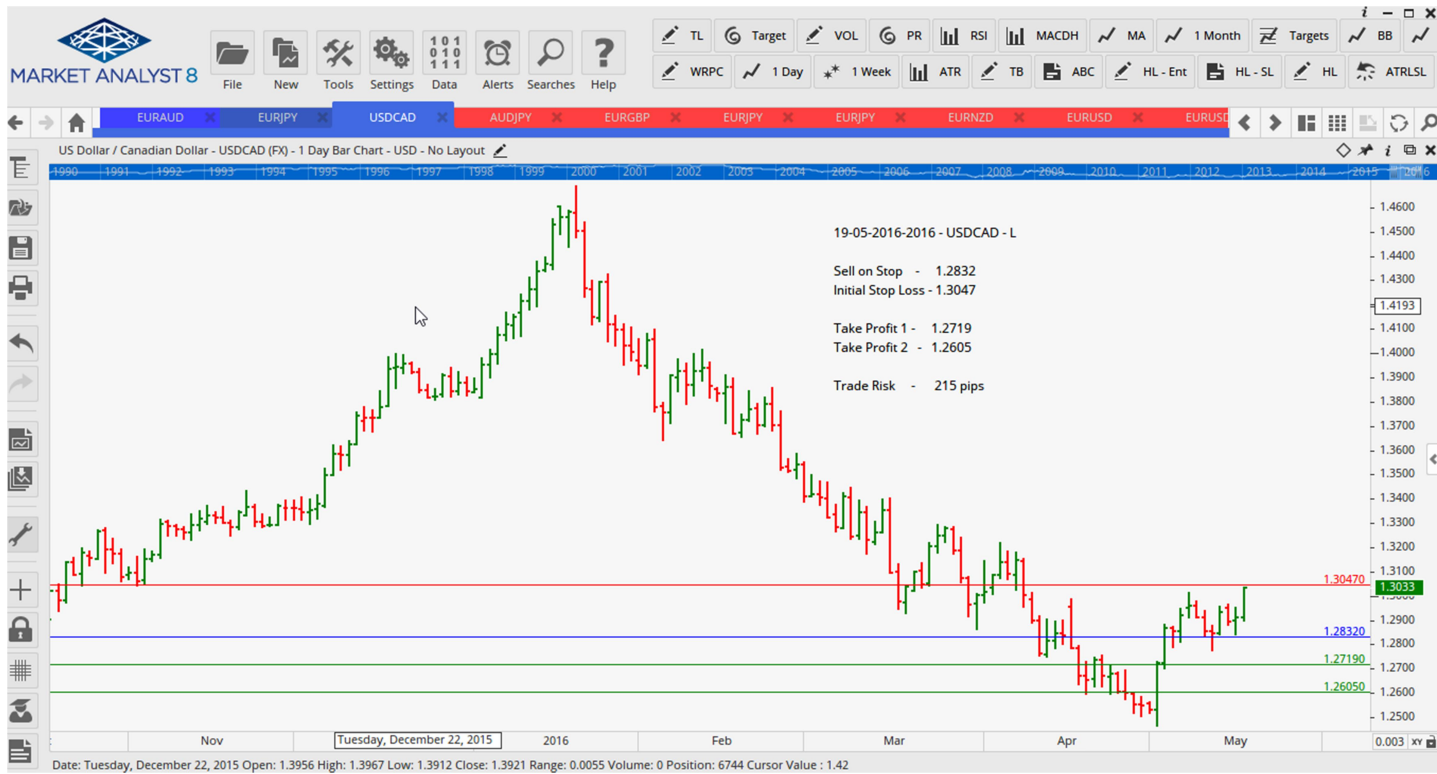 MARKET ANALYST 8
File New Tools Settings Data Alerts Searches Help
101
010
111
TL Target VOL PR RSI MACDH MA 1 Month Targets BB
WRPC 1 Day 1 Week ATR TB ABC HL - Ent HL - SL HL ATRLSL
EURAUD EURJPY USDCAD AUDJPY EURGBP EURJPY EURJPY EURNZD EURUSD EURUSD
US Dollar / Canadian Dollar - USDCAD (FX) - 1 Day Bar Chart - USD - No Layout
1990 1991 1992 1993 1994 1995 1996 1997 1998 1999 2000 2001 2002 2003 2004 2005 2006 2007 2008 2009 2010 2011 2012 2013 2014 2015 2016
19-05-2016-2016 - USDCAD - L
Sell on Stop - 1.2832
Initial Stop Loss - 1.3047
Take Profit 1 - 1.2719
Take Profit 2 - 1.2605
Trade Risk - 215 pips
1.4600
1.4500
1.4400
1.4300
1.4193
1.4100
1.4000
1.3900
1.3800
1.3700
1.3600
1.3500
1.3400
1.3300
1.3200
1.3100
1.30470
1.3033
1.3000
1.2900
1.28320
1.2800
1.27190
1.2700
1.26050
1.2600
1.2500
Nov Tuesday, December 22, 2015 2016 Feb Mar Apr May 0.003 XY
Date: Tuesday, December 22, 2015 Open: 1.3956 High: 1.3967 Low: 1.3912 Close: 1.3921 Range: 0.0055 Volume: 0 Position: 6744 Cursor Value : 1.42